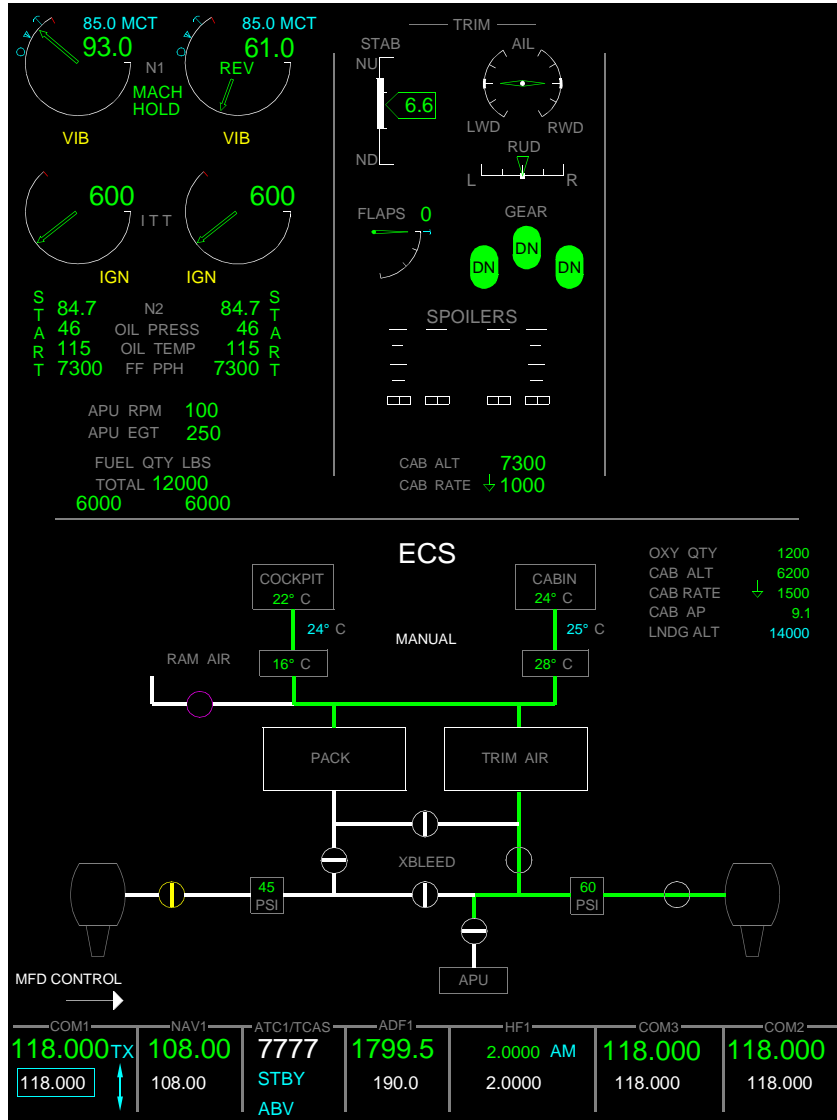 85.0 MCT 85.0 MCT
93.0 N1 61.0
REV
MACH
HOLD
VIB VIB
600 ITT 600
IGN IGN
START START
84.7 N2 84.7
46 OIL PRESS 46
115 OIL TEMP 115
7300 FF PPH 7300
APU RPM 100
APU EGT 250
FUEL QTY LBS
TOTAL 12000
6000 6000
TRIM
STAB AIL
NU
6.6
LWD RWD
ND RUD
L R
FLAPS 0 GEAR
DN DN DN
SPOILERS
CAB ALT 7300
CAB RATE 1000
ECS
COCKPIT
22° C
24° C
16° C
CABIN
24° C
25° C
28° C
MANUAL
OXY QTY 1200
CAB ALT 6200
CAB RATE 1500
CAB AP 9.1
LNDG ALT 14000
RAM AIR
PACK TRIM AIR
XBLEED
45
PSI
60
PSI
APU
MFD CONTROL
COM1 NAV1 ATC1/TCAS ADF1 HF1 COM3 COM2
118.000 TX 108.00 7777 1799.5 2.0000 AM 118.000 118.000
118.000 108.00 STBY 190.0 2.0000 118.000 118.000
ABV